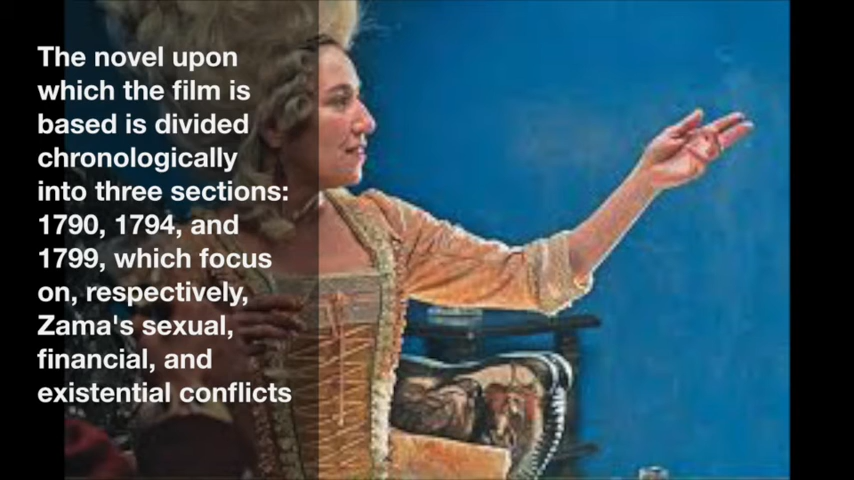 The novel upon
which the film is
based is divided
chronologically
into three sections:
1790, 1794, and
1799, which focus
on, respectively,
Zama's sexual,
financial, and
existential conflicts